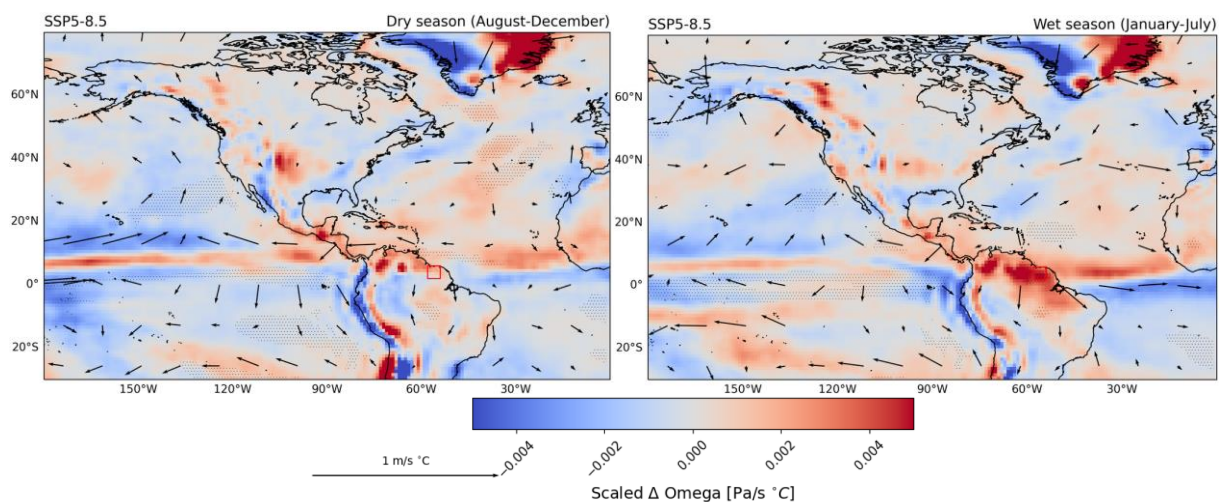 SSP5-8.5 Dry season (August-December)
60°N
40°N
20°N
0°
20°S
150°W 120°W 90°W 60°W 30°W
SSP5-8.5 Wet season (January-July)
60°N
40°N
20°N
0°
20°S
150°W 120°W 90°W 60°W 30°W
1 m/s °C
−0.004 −0.002 0.000 0.002 0.004
Scaled Δ Omega [Pa/s °C]